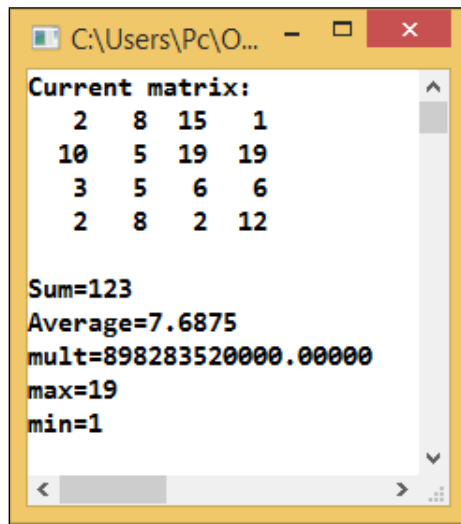 C:\Users\Pc\O...
Current matrix:
2 8 15 1
10 5 19 19
3 5 6 6
2 8 2 12
Sum=123
Average=7.6875
mult=898283520000.00000
max=19
min=1